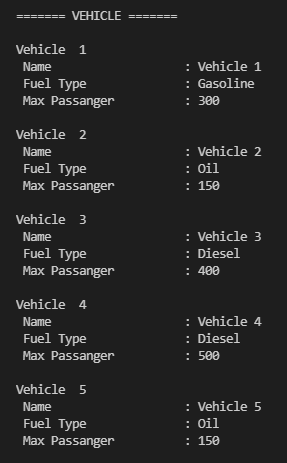 ======= VEHICLE =======
Vehicle  1
 Name                  : Vehicle 1
 Fuel Type             : Gasoline
 Max Passanger         : 300
Vehicle  2
 Name                  : Vehicle 2
 Fuel Type             : Oil
 Max Passanger         : 150
Vehicle  3
 Name                  : Vehicle 3
 Fuel Type             : Diesel
 Max Passanger         : 400
Vehicle  4
 Name                  : Vehicle 4
 Fuel Type             : Diesel
 Max Passanger         : 500
Vehicle  5
 Name                  : Vehicle 5
 Fuel Type             : Oil
 Max Passanger         : 150